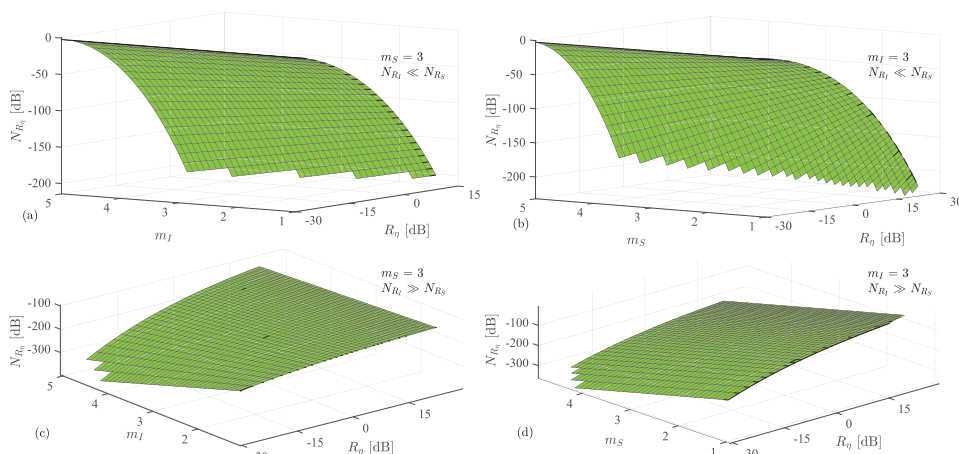 0
-50
-100
-150
-200
N_{R_η} [dB]
m_S = 3
N_{R_I} ≪ N_{R_S}
5
4
3
2
1
m_I
-30
-15
0
15
R_η [dB]
(a)
0
-50
-100
-150
-200
N_{R_η} [dB]
m_I = 3
N_{R_I} ≪ N_{R_S}
5
4
3
2
1
m_S
-30
-15
0
15
30
R_η [dB]
(b)
-100
-200
-300
N_{R_η} [dB]
m_S = 3
N_{R_I} ≫ N_{R_S}
5
4
3
2
m_I
-15
0
15
R_η [dB]
(c)
-100
-200
-300
N_{R_η} [dB]
m_I = 3
N_{R_I} ≫ N_{R_S}
4
3
2
1
m_S
-30
-15
0
15
R_η [dB]
(d)